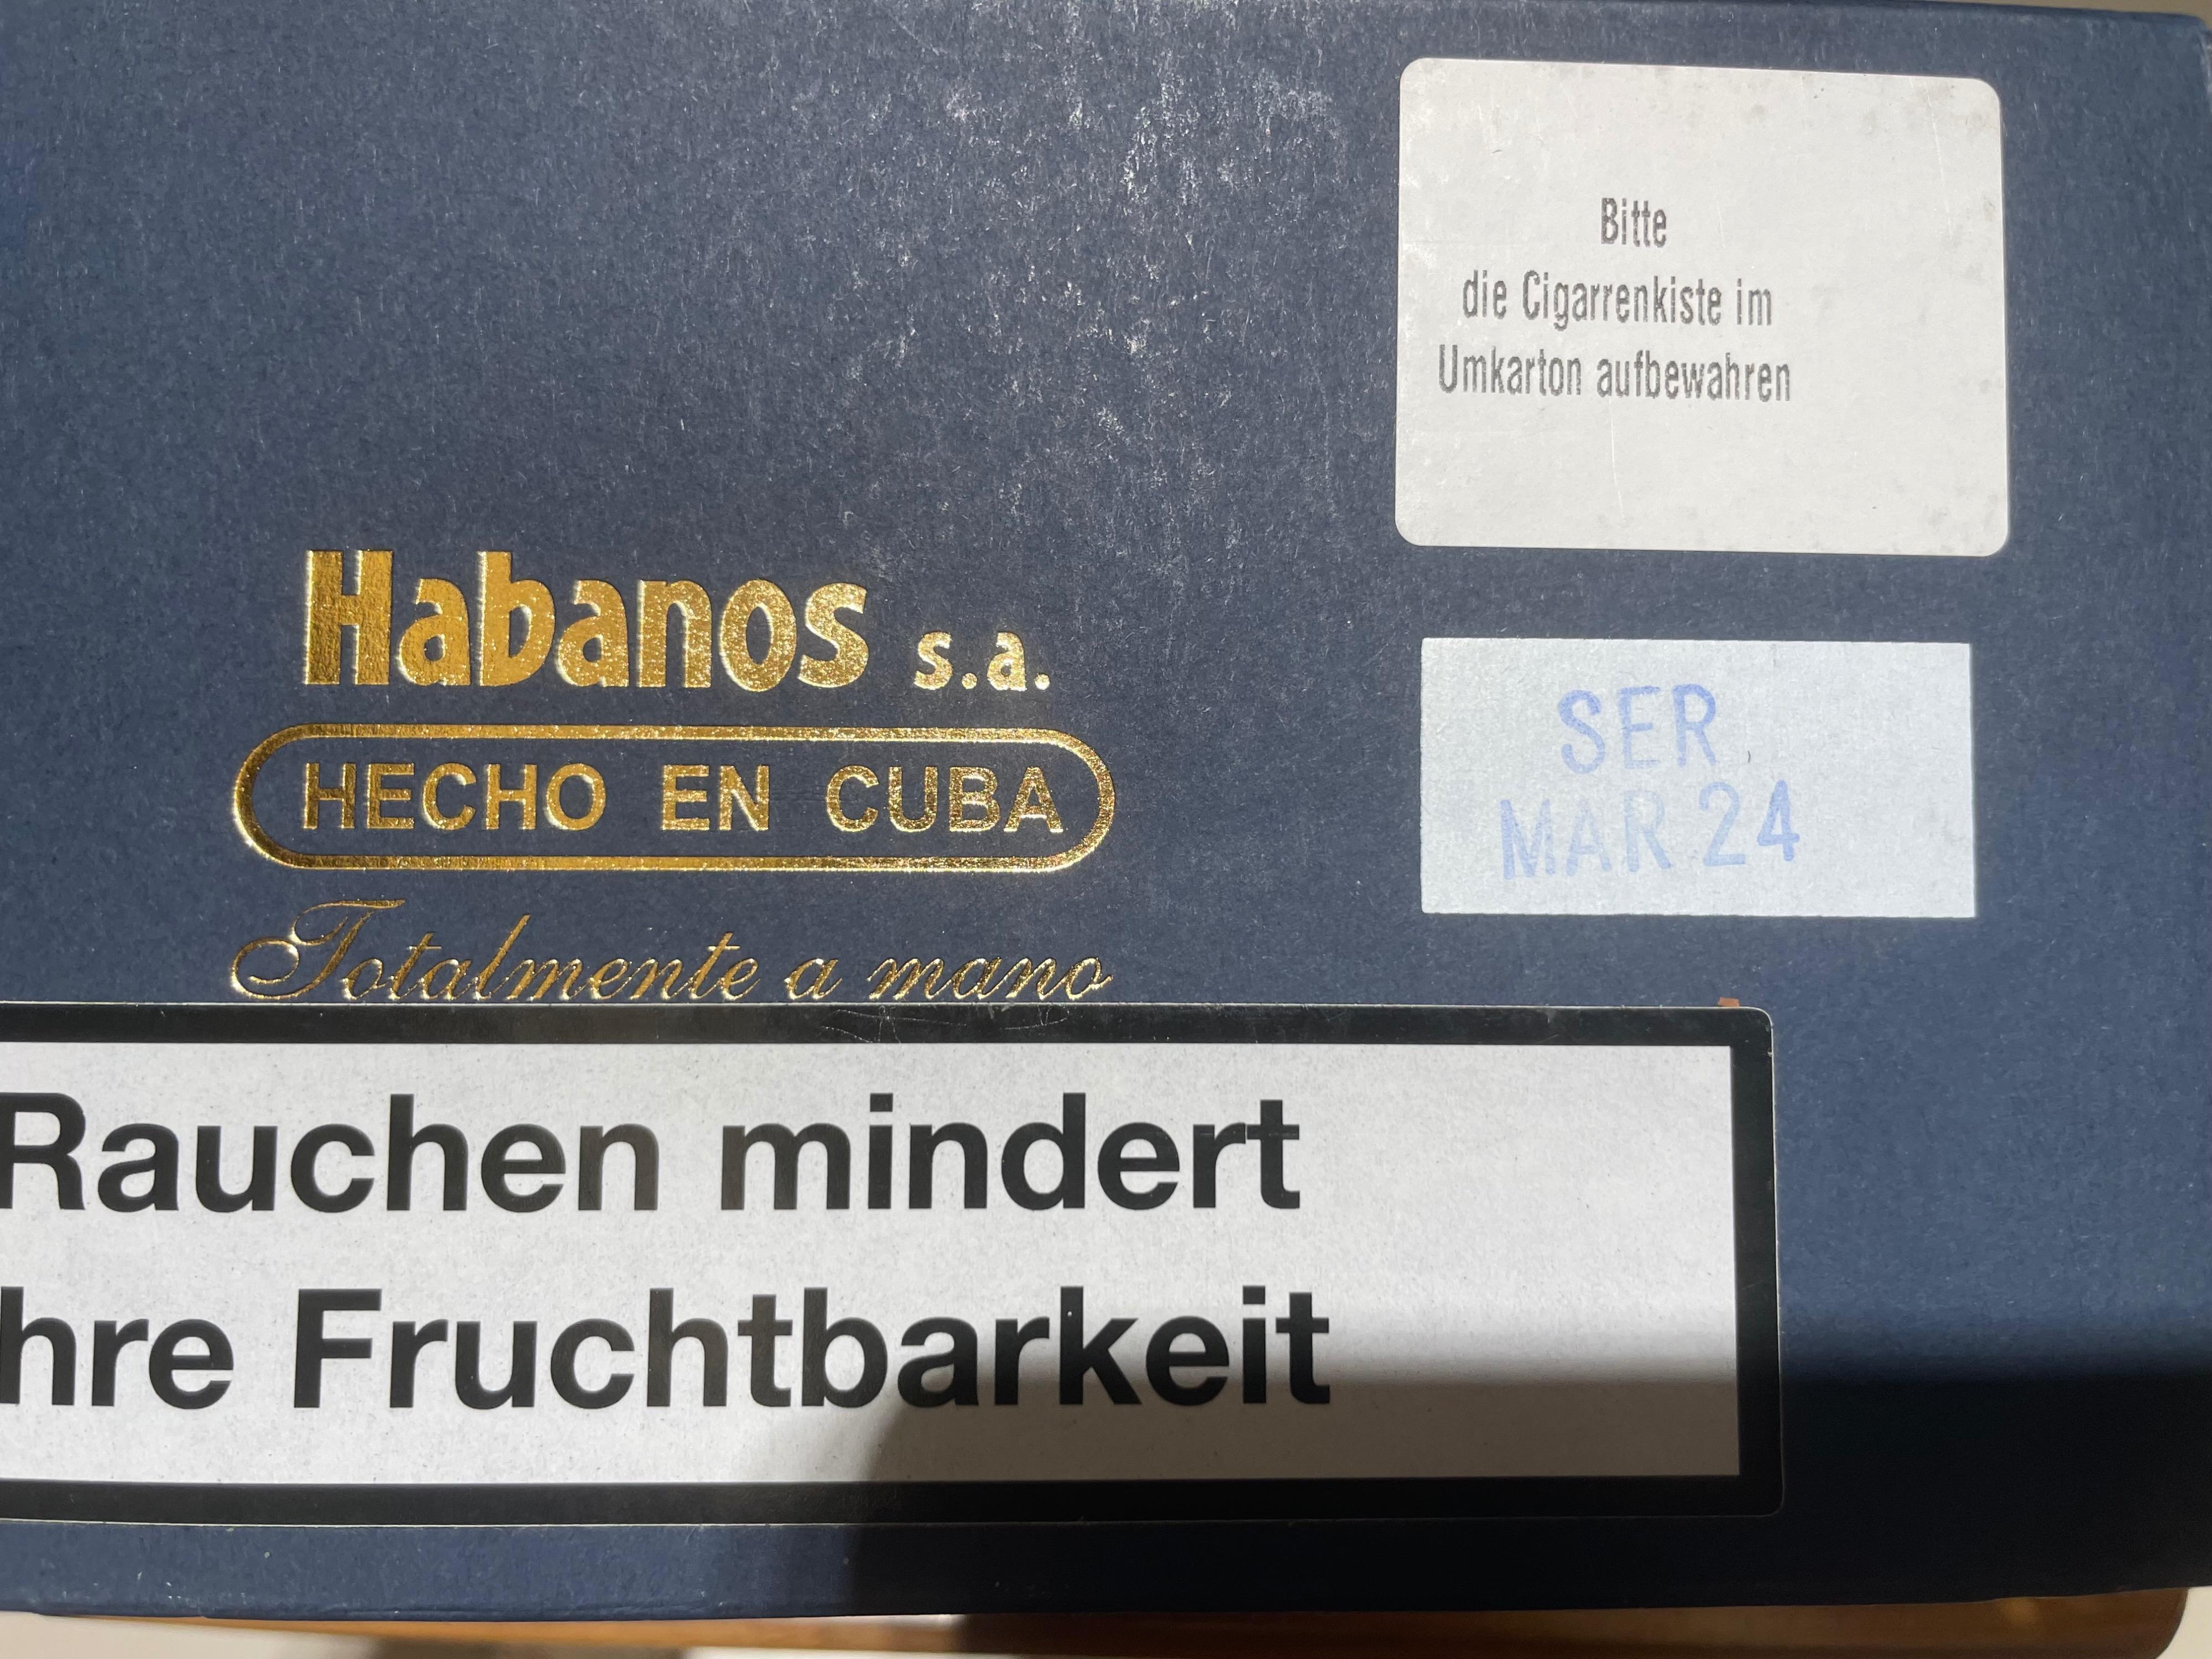 Bitte
die Cigarrenkiste im
Umkarton aufbewahren
Habanos s.a.
HECHO EN CUBA
Totalmente a mano
SER
MAR 24
Rauchen mindert
hre Fruchtbarkeit